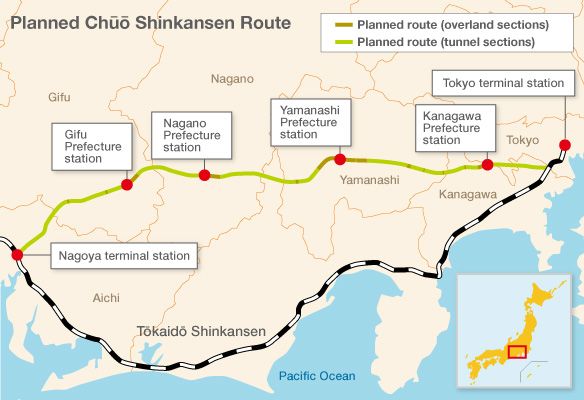 Planned Chūō Shinkansen Route
Planned route (overland sections)
Planned route (tunnel sections)
Tokyo terminal station
Nagano
Gifu
Yamanashi
Prefecture
station
Kanagawa
Prefecture
station
Nagano
Prefecture
station
Gifu
Prefecture
station
Tokyo
Yamanashi
Kanagawa
Nagoya terminal station
Aichi
Tōkaidō Shinkansen
Pacific Ocean